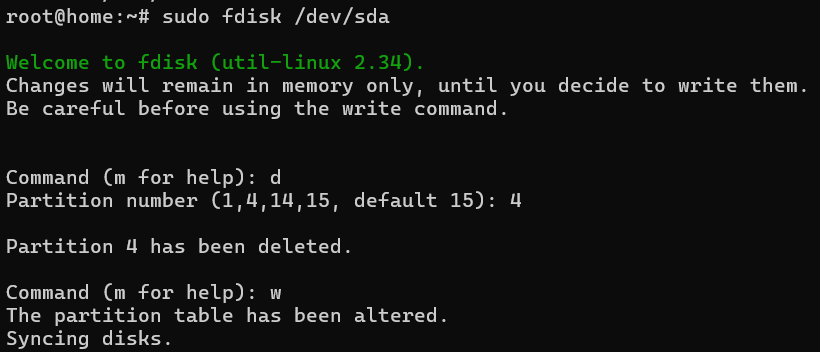 root@home:~# sudo fdisk /dev/sda
Welcome to fdisk (util-linux 2.34).
Changes will remain in memory only, until you decide to write them.
Be careful before using the write command.
Command (m for help): d
Partition number (1,4,14,15, default 15): 4
Partition 4 has been deleted.
Command (m for help): w
The partition table has been altered.
Syncing disks.